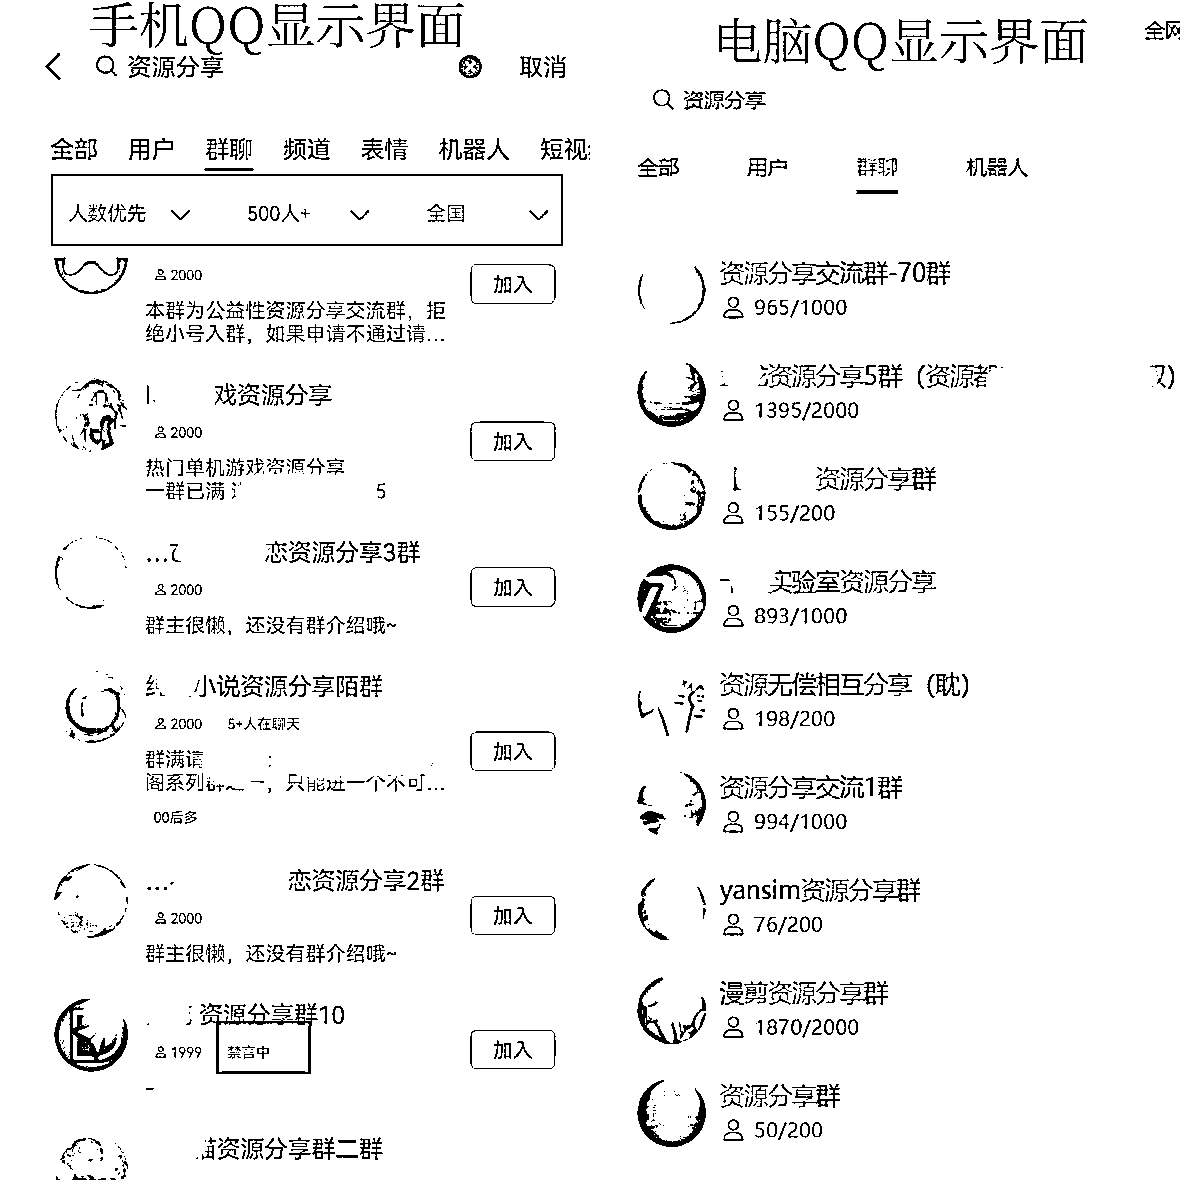 手机QQ显示界面
资源分享
取消
全部 用户 群聊 频道 表情 机器人 短视
人数优先 500人+ 全国
2000
加入
本群为公益性资源分享交流群，拒
绝小号入群，如果申请不通过请...
戏资源分享
2000
加入
热门单机游戏资源分享
一群已满 5
恋资源分享3群
2000
加入
群主很懒，还没有群介绍哦~
小说资源分享陌群
2000 5+人在聊天
加入
群满请
阁系列 只能进一个不可...
00后多
恋资源分享2群
2000
加入
群主很懒，还没有群介绍哦~
资源分享群10
1999 禁言中
加入
资源分享群二群
电脑QQ显示界面
全网
资源分享
全部 用户 群聊 机器人
资源分享交流群-70群
965/1000
资源分享5群（资源
1395/2000
资源分享群
155/200
实验室资源分享
893/1000
资源无偿相互分享（耽）
198/200
资源分享交流1群
994/1000
yansim资源分享群
76/200
漫剪资源分享群
1870/2000
资源分享群
50/200